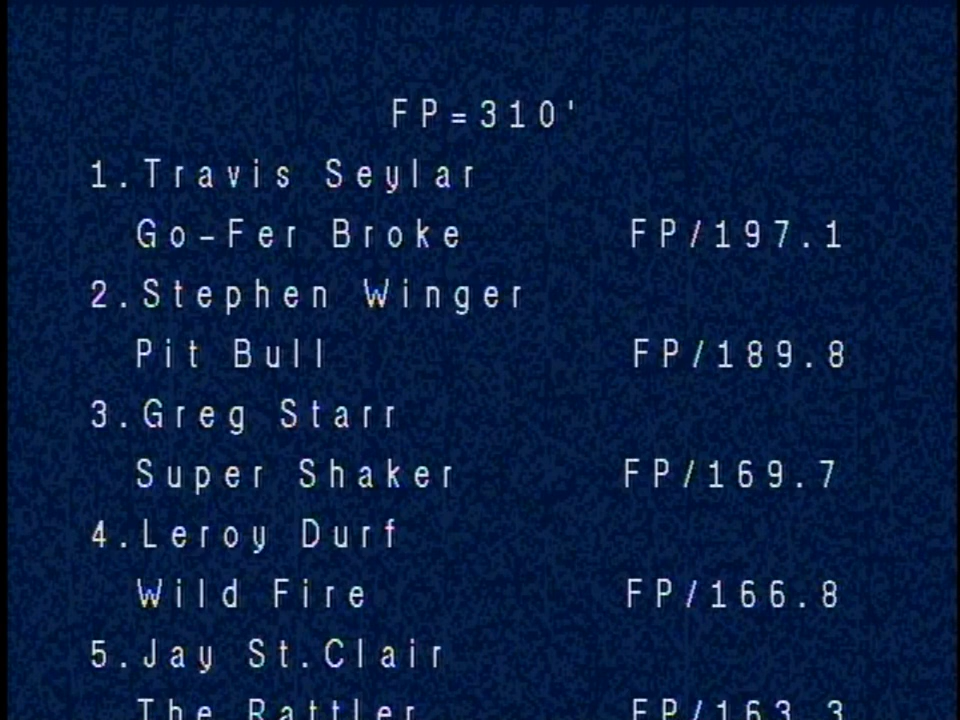 FP=310'
1.Travis Seylar
Go-Fer Broke FP/197.1
2.Stephen Winger
Pit Bull FP/189.8
3.Greg Starr
Super Shaker FP/169.7
4.Leroy Durf
Wild Fire FP/166.8
5.Jay St.Clair
The Rattler FP/163.3